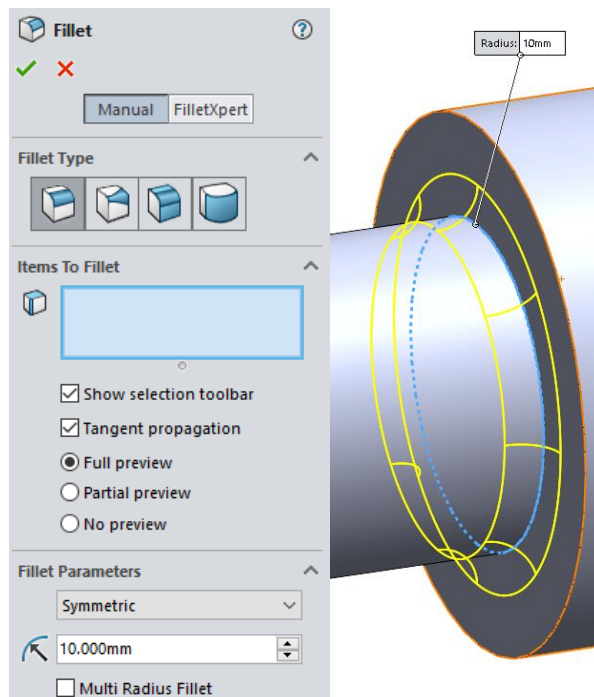 Fillet
Manual FilletXpert
Fillet Type
Items To Fillet
Show selection toolbar
Tangent propagation
Full preview
Partial preview
No preview
Fillet Parameters
Symmetric
10.000mm
Multi Radius Fillet
Radius: 10mm